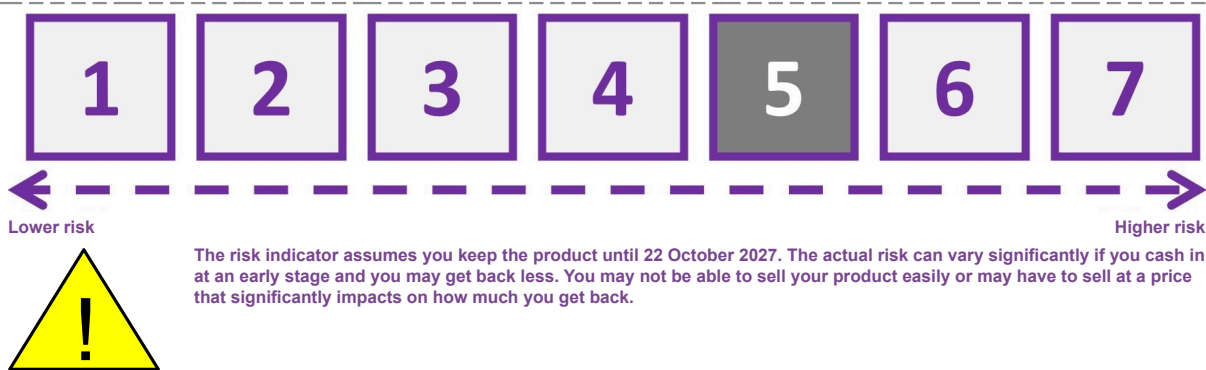 1 2 3 4 5 6 7
Lower risk Higher risk
The risk indicator assumes you keep the product until 22 October 2027. The actual risk can vary significantly if you cash in
at an early stage and you may get back less. You may not be able to sell your product easily or may have to sell at a price
that significantly impacts on how much you get back.
!